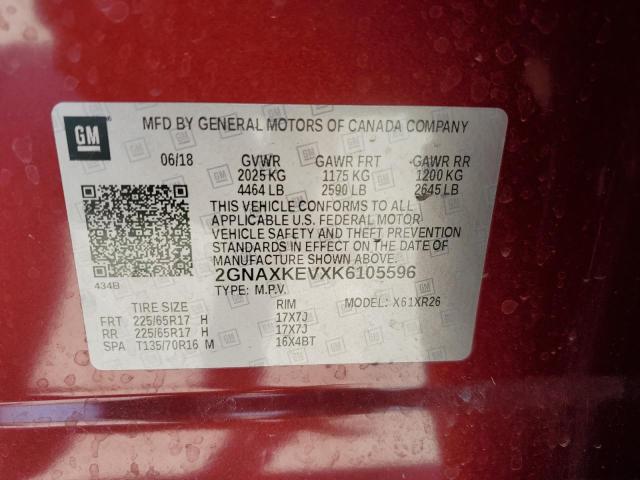 GM
MFD BY GENERAL MOTORS OF CANADA COMPANY
06/18 GVWR GAWR FRT GAWR RR
2025 KG 1175 KG 1200 KG
4464 LB 2590 LB 2645 LB
THIS VEHICLE CONFORMS TO ALL
APPLICABLE U.S. FEDERAL MOTOR
VEHICLE SAFETY AND THEFT PREVENTION
STANDARDS IN EFFECT ON THE DATE OF
MANUFACTURE SHOWN ABOVE.
434B
2GNAXKEVXK6105596
TYPE: M.P.V. MODEL: X61XR26
TIRE SIZE RIM
FRT 225/65R17 H 17X7J
RR 225/65R17 H 17X7J
SPA T135/70R16 M 16X4BT